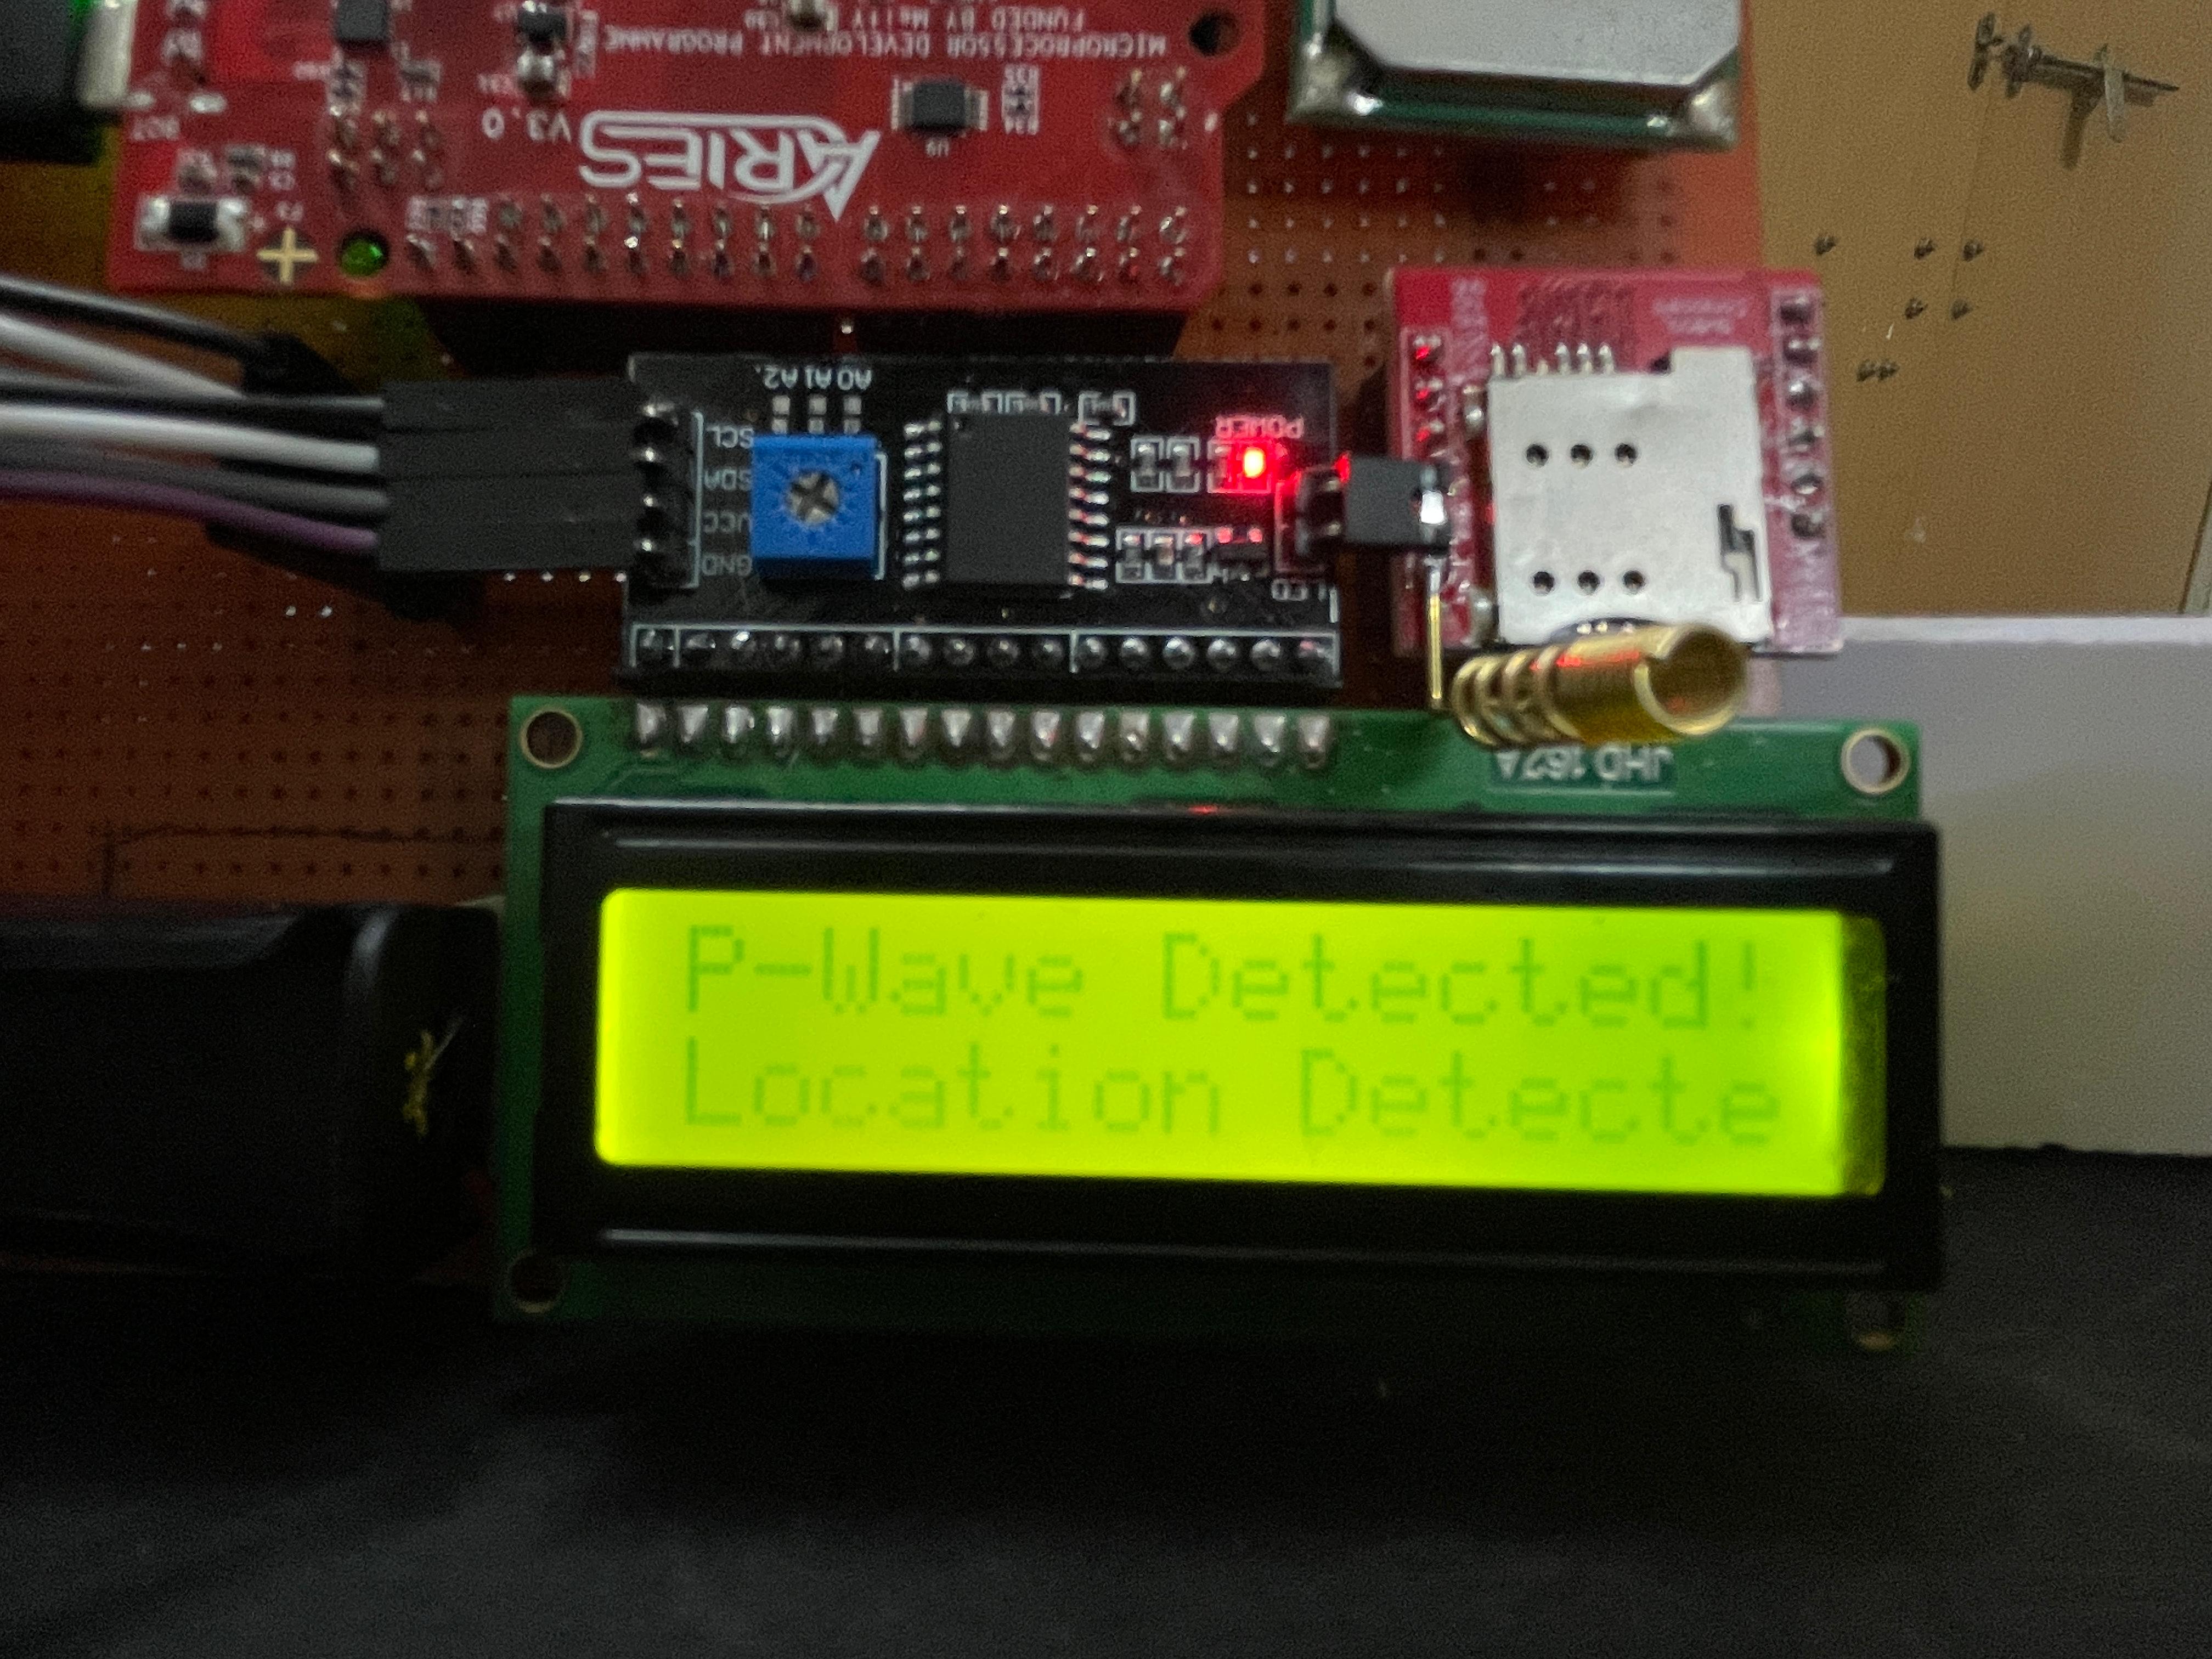 FUNDED BY MeitY
MICROPROCESSOR DEVELOPMENT PROGRAMME
V3.0
ARIES
U9
A0 A1 A2
SCL
SDA
VCC
GND
POWER
LED
JHD 162A
P-Wave Detected!
Location Detecte